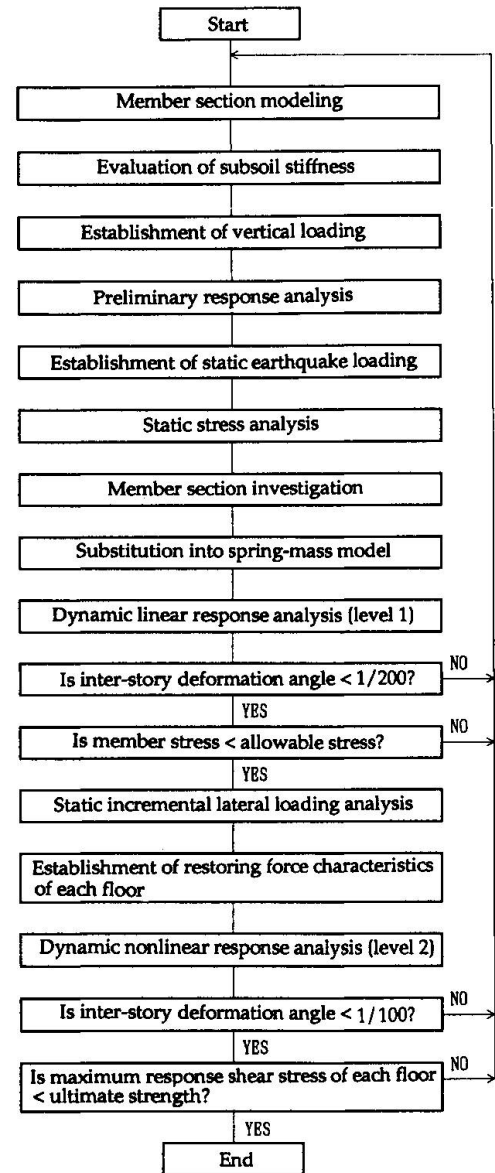 Start
Member section modeling
Evaluation of subsoil stiffness
Establishment of vertical loading
Preliminary response analysis
Establishment of static earthquake loading
Static stress analysis
Member section investigation
Substitution into spring-mass model
Dynamic linear response analysis (level 1)
Is inter-story deformation angle < 1/200?
NO
YES
Is member stress < allowable stress?
NO
YES
Static incremental lateral loading analysis
Establishment of restoring force characteristics
of each floor
Dynamic nonlinear response analysis (level 2)
Is inter-story deformation angle < 1/100?
NO
YES
Is maximum response shear stress of each floor
< ultimate strength?
NO
YES
End